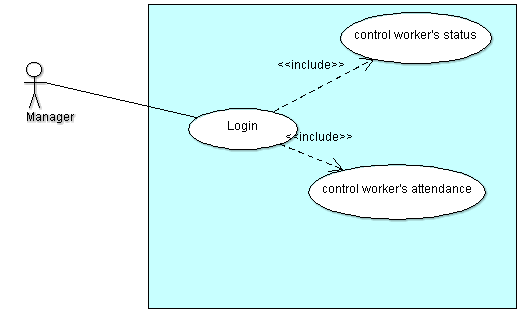 control worker's status
<<include>>
Manager
Login
<<include>>
control worker's attendance